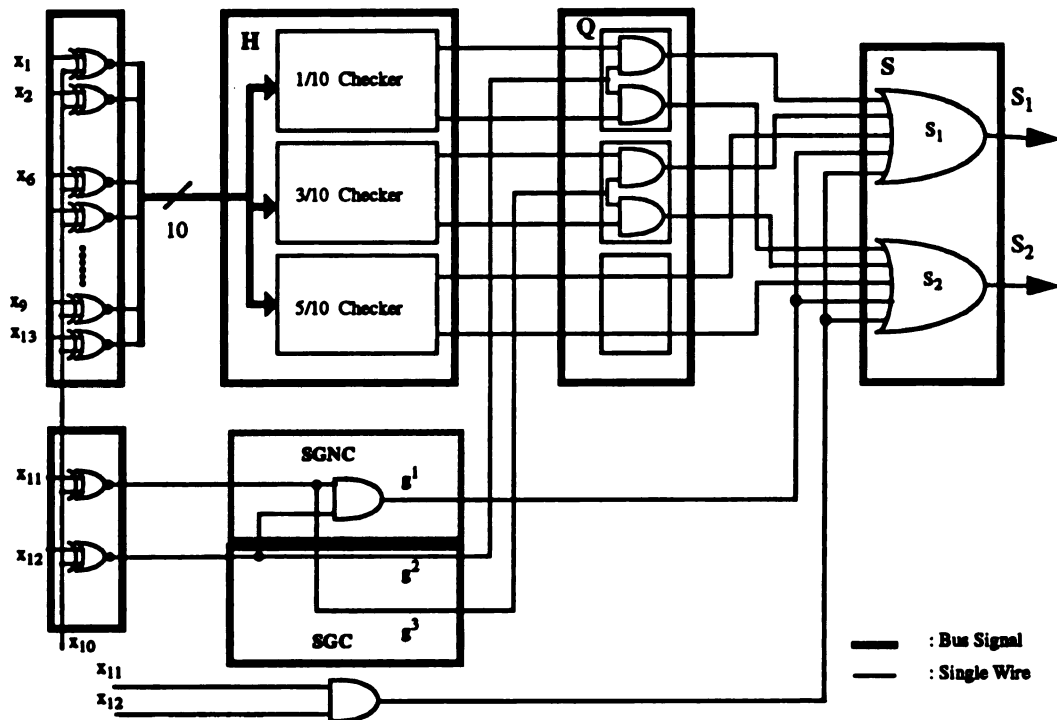 x1
x2
x6
x9
x13
10
H
1/10 Checker
3/10 Checker
5/10 Checker
Q
S
S1
S2
S1
S2
x11
x12
x10
SGNC
g1
g2
g3
SGC
x11
x12
: Bus Signal
: Single Wire